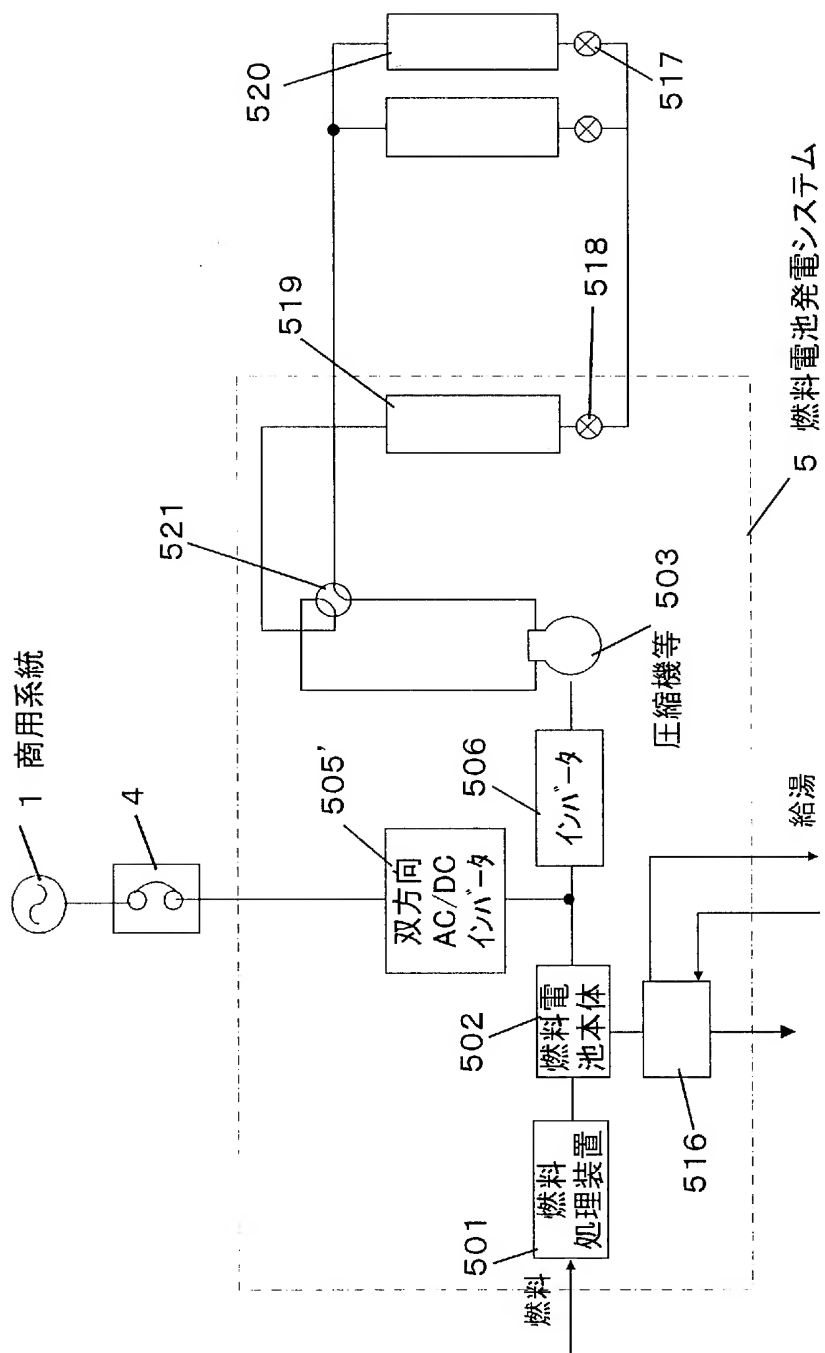 1 商用系統
4
505'
双方向
AC/DC
インバータ
521
519
520
517
518
506
インバータ
圧縮機等 503
502
燃料電
池本体
501
燃料
処理装置
燃料
516
給湯
5 燃料電池発電システム